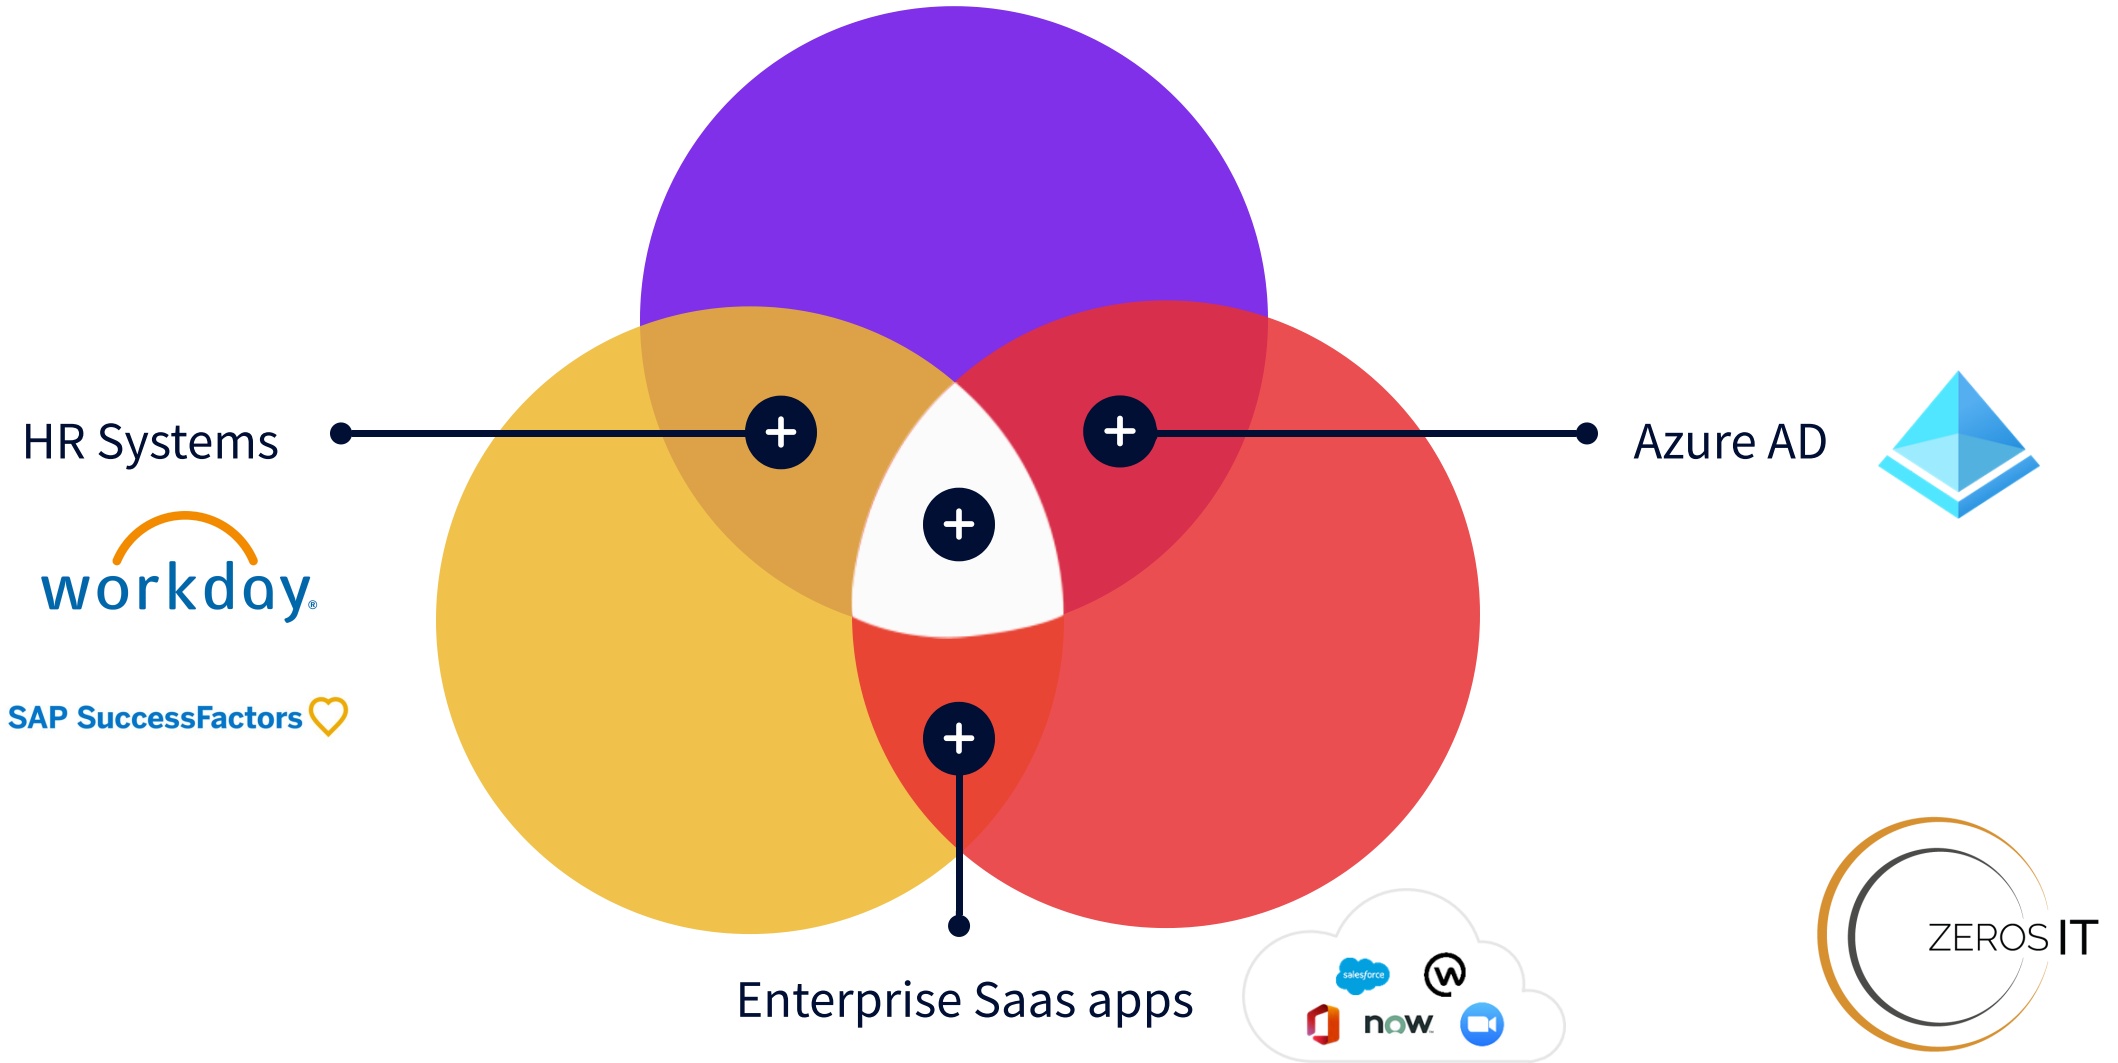 HR Systems
workday®
SAP SuccessFactors
Azure AD
Enterprise Saas apps
salesforce
W
now
ZEROS IT